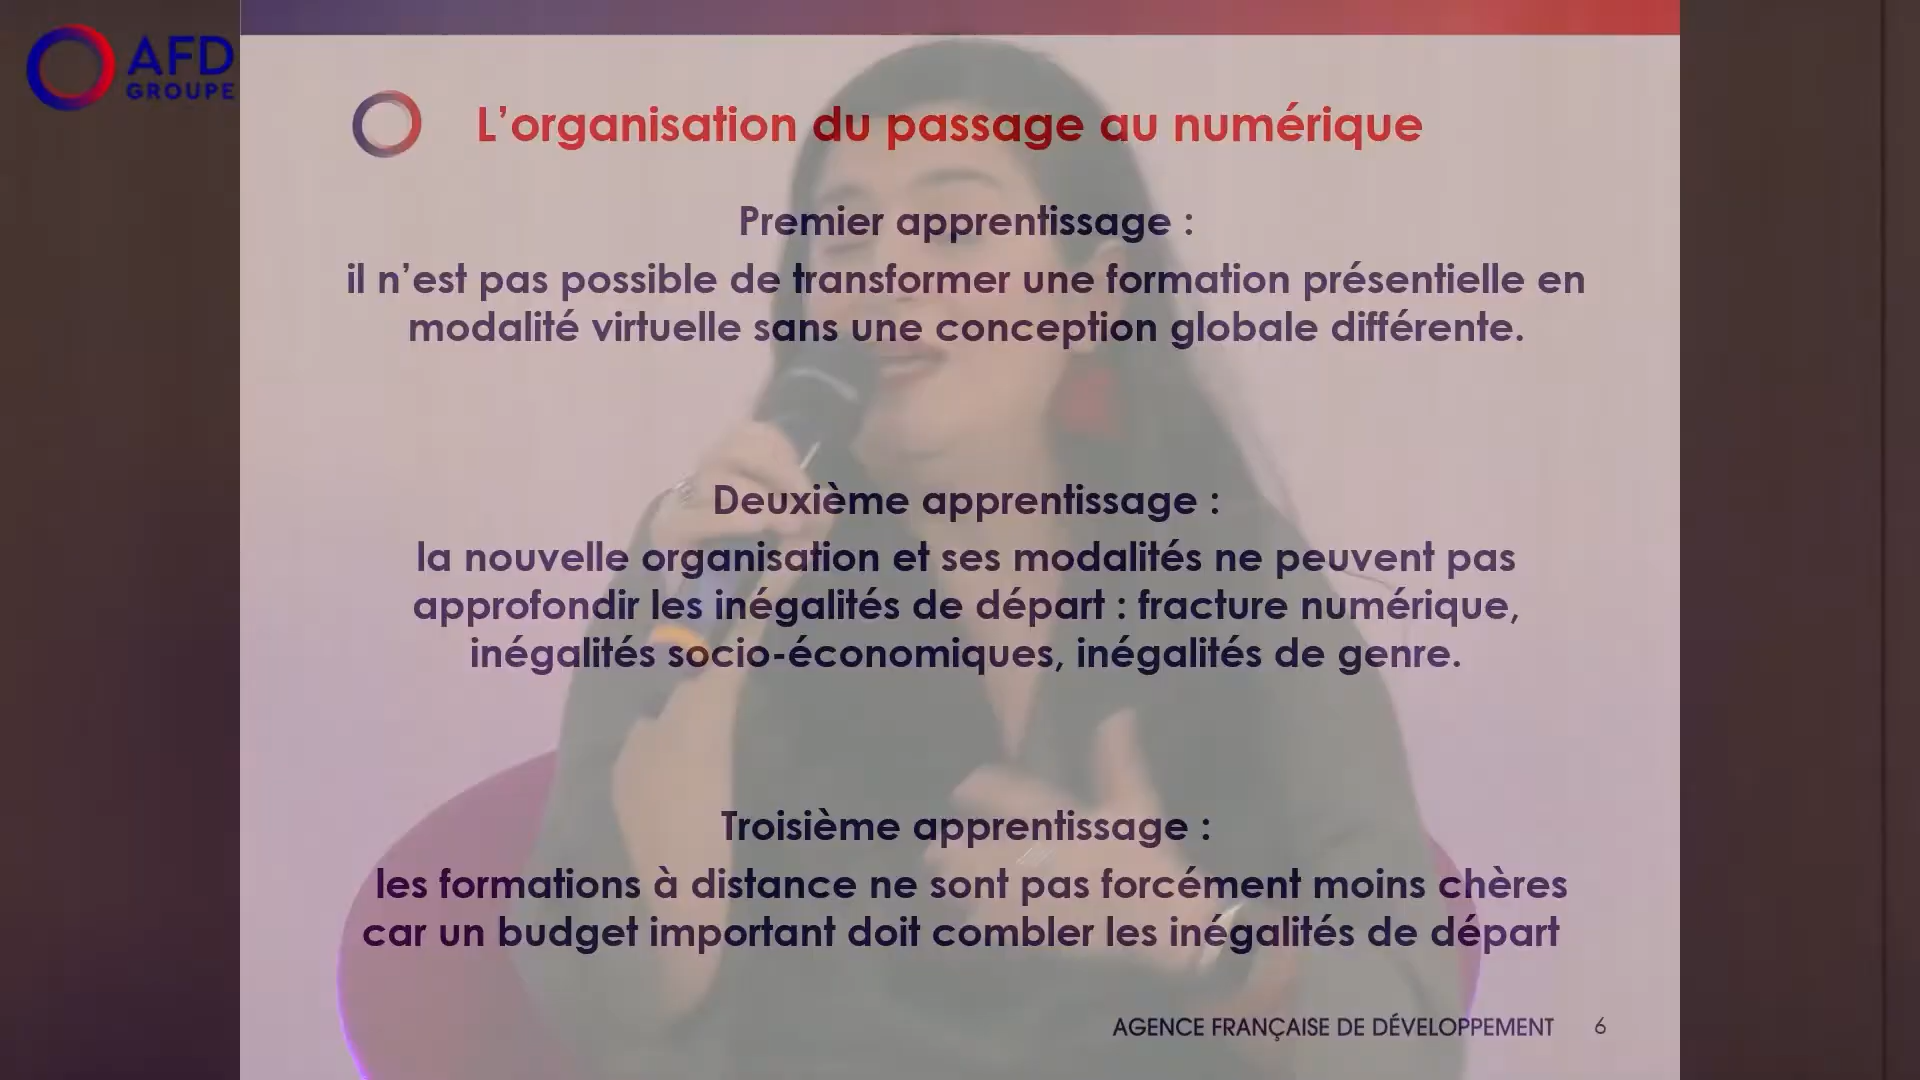 AFD
GROUPE
L'organisation du passage au numérique
Premier apprentissage :
il n'est pas possible de transformer une formation présentielle en
modalité virtuelle sans une conception globale différente.
Deuxième apprentissage :
la nouvelle organisation et ses modalités ne peuvent pas
approfondir les inégalités de départ : fracture numérique,
inégalités socio-économiques, inégalités de genre.
Troisième apprentissage :
les formations à distance ne sont pas forcément moins chères
car un budget important doit combler les inégalités de départ
AGENCE FRANÇAISE DE DÉVELOPPEMENT 6